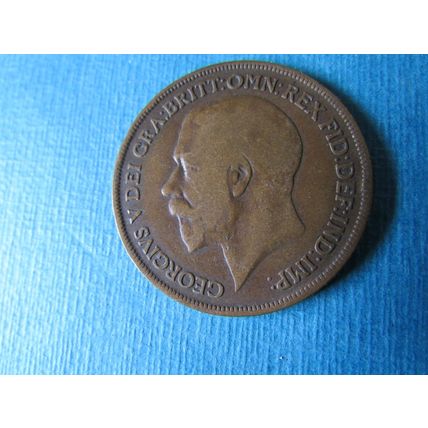 GEORGIVS V DEI GRA:BRITT:OMN:REX FID:DEF:IND:IMP: